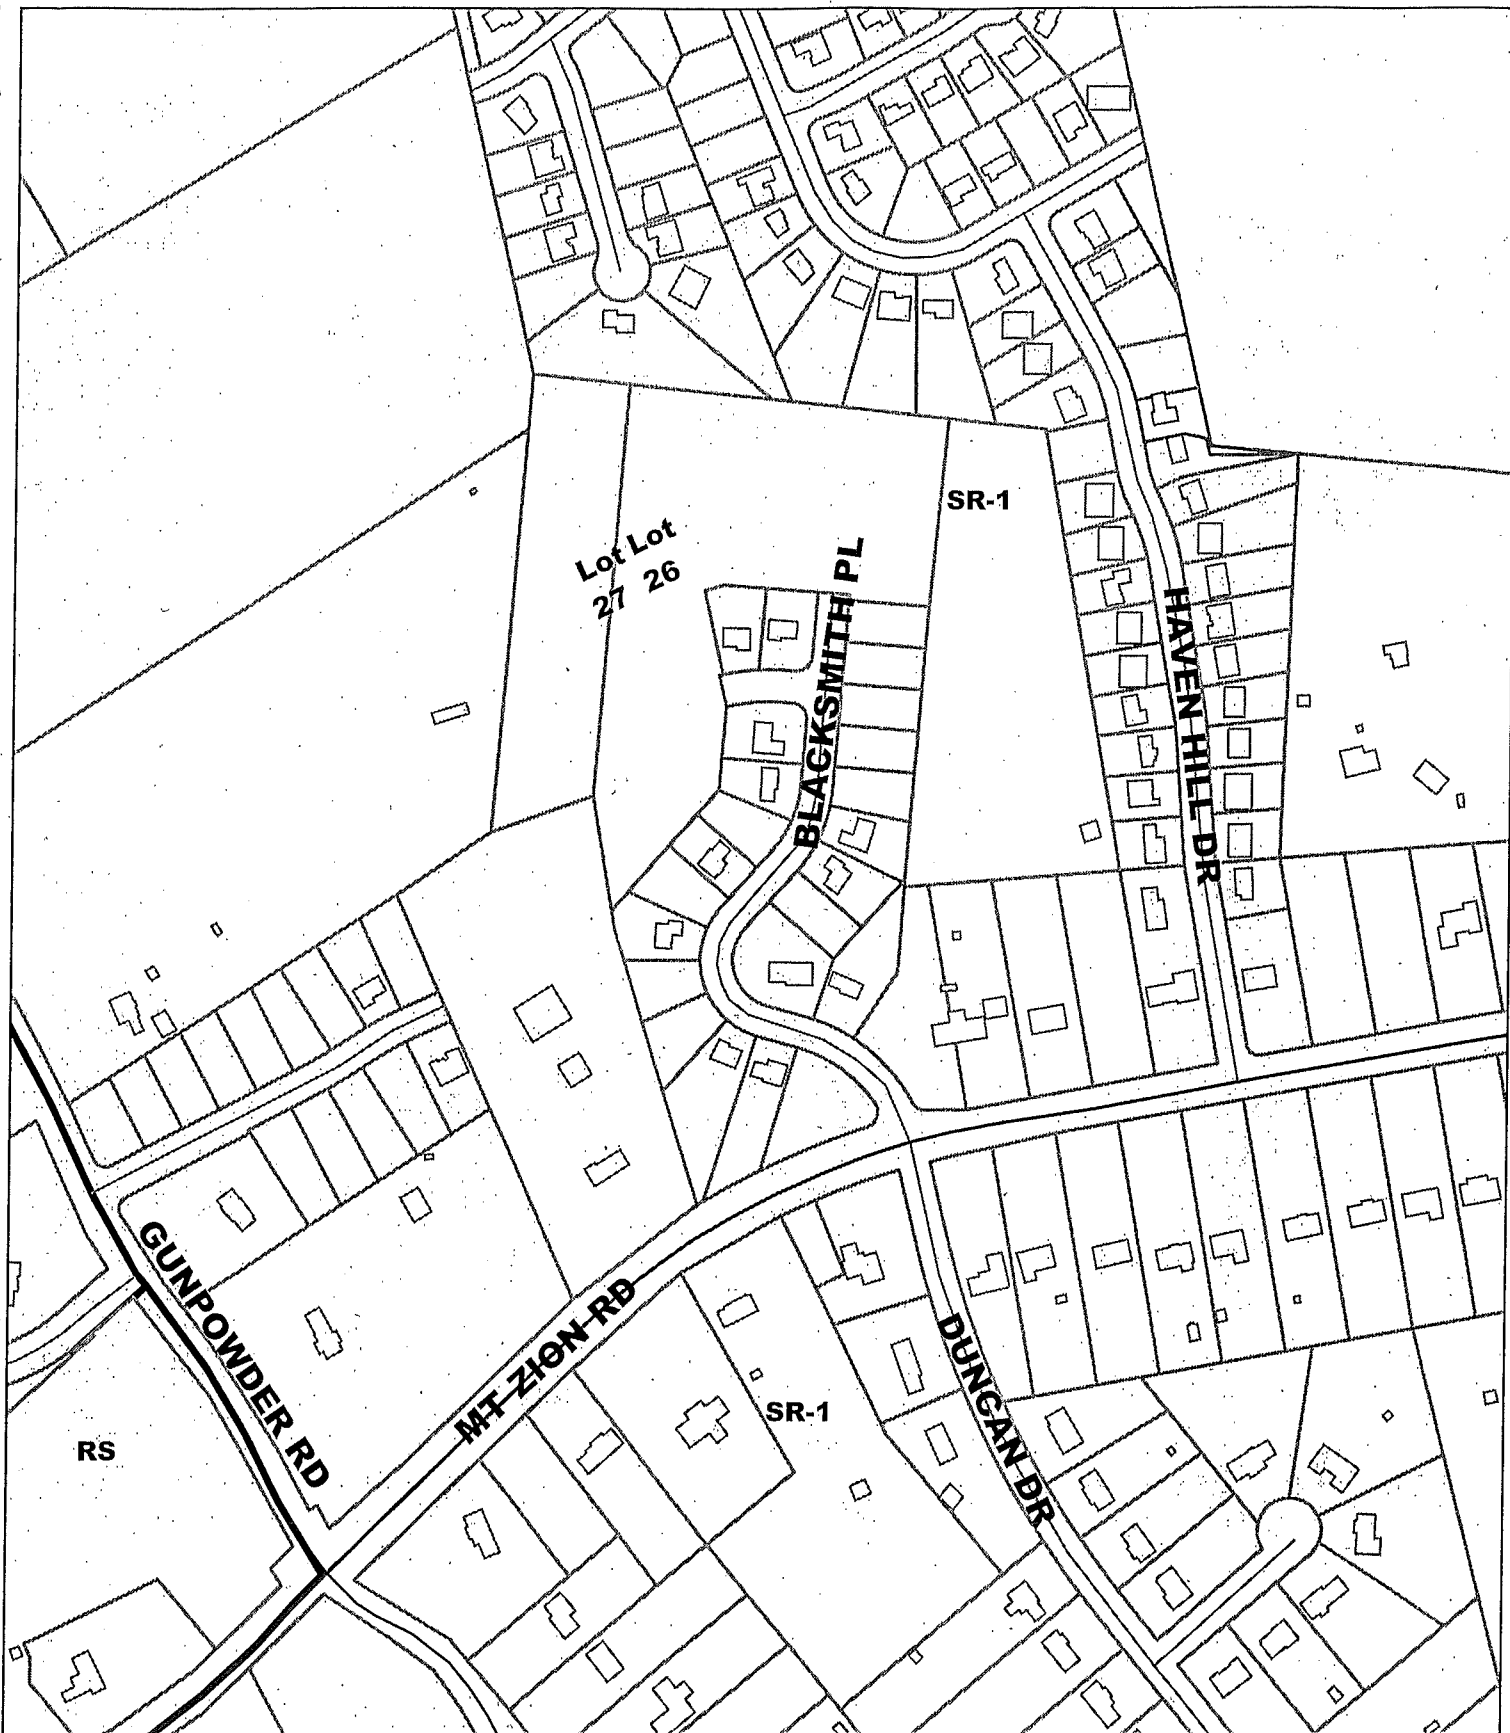 SR-1
Lot Lot
27 26
BLACKSMITH PL
HAVEN HILL DR
GUNPOWDER RD
MT ZION RD
DUNCAN DR
SR-1
RS